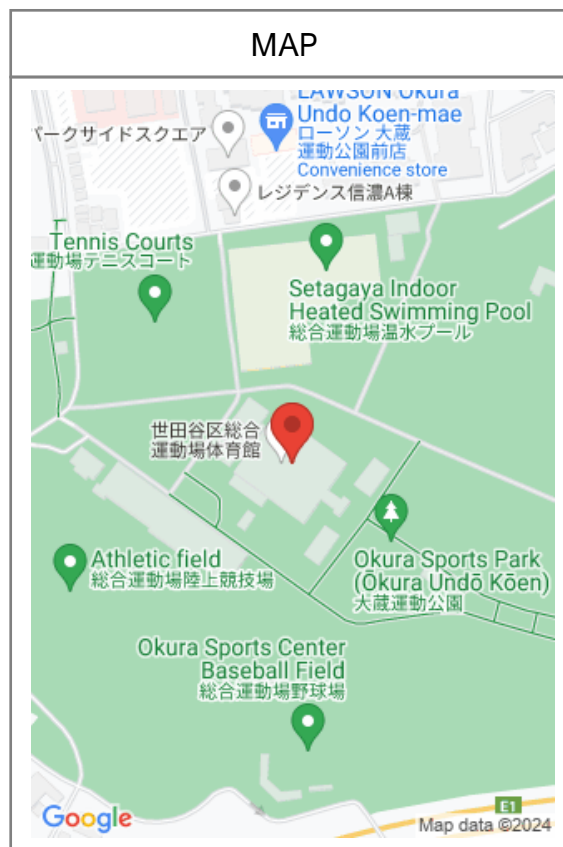 MAP
LAWSON Okura
Undo Koen-mae
ローソン 大蔵
運動公園前店
Convenience store
パークサイドスクエア
レジデンス信濃A棟
Tennis Courts
運動場テニスコート
Setagaya Indoor
Heated Swimming Pool
総合運動場温水プール
世田谷区総合
運動場体育館
Athletic field
総合運動場陸上競技場
Okura Sports Park
(Ōkura Undō Kōen)
大蔵運動公園
Okura Sports Center
Baseball Field
総合運動場野球場
E1
Google
Map data ©2024